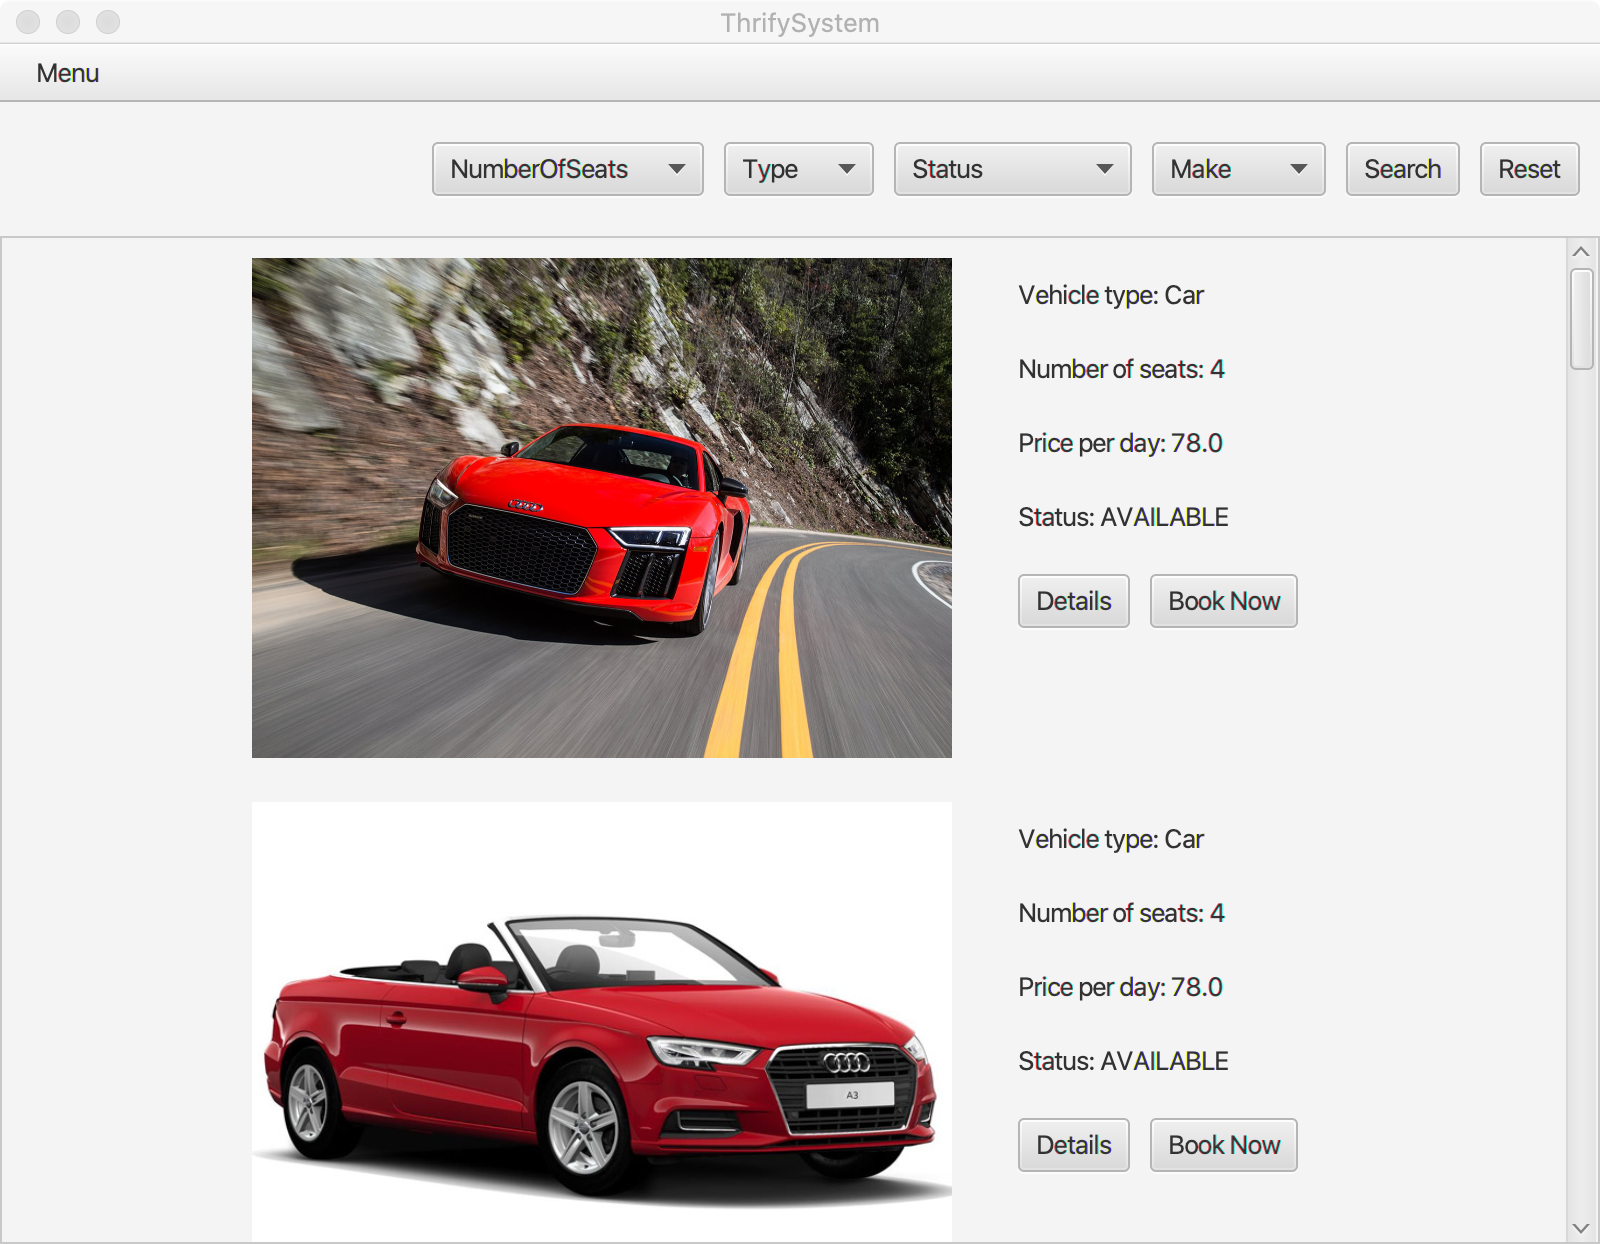 ThrifySystem
Menu
NumberOfSeats Type Status Make Search Reset
Vehicle type: Car
Number of seats: 4
Price per day: 78.0
Status: AVAILABLE
Details Book Now
Vehicle type: Car
Number of seats: 4
Price per day: 78.0
Status: AVAILABLE
Details Book Now
A3